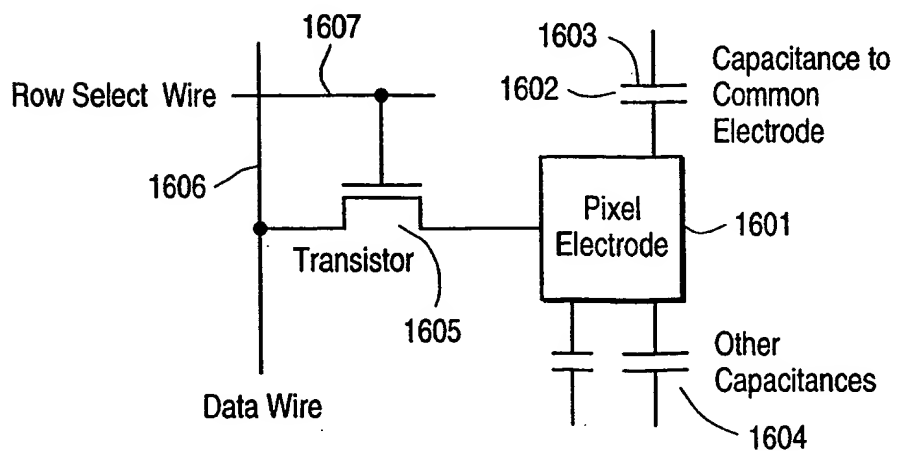 1607
1603
1602
Capacitance to
Common
Electrode
Row Select Wire
1606
Pixel
Electrode
1601
Transistor
1605
Other
Capacitances
Data Wire
1604